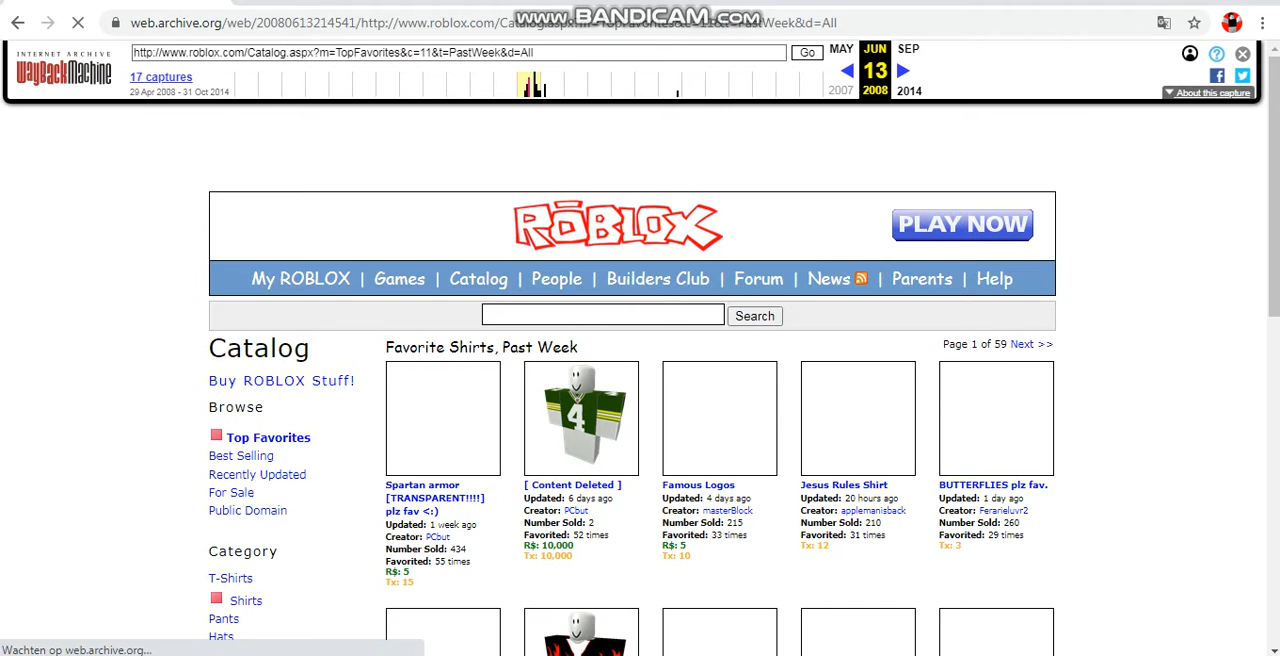 web.archive.org/web/20080613214541/http://www.roblox.com/Catalog.aspx?m=TopFavorites&c=11&t=PastWeek&d=All
www.BANDICAM.com
INTERNET ARCHIVE
WayBackMachine
http://www.roblox.com/Catalog.aspx?m=TopFavorites&c=11&t=PastWeek&d=All
Go
MAY JUN SEP
17 captures
13
29 Apr 2008 - 31 Oct 2014
2007 2008 2014
About this capture
ROBLOX
PLAY NOW
My ROBLOX | Games | Catalog | People | Builders Club | Forum | News | Parents | Help
Search
Catalog
Buy ROBLOX Stuff!
Browse
Top Favorites
Best Selling
Recently Updated
For Sale
Public Domain
Category
T-Shirts
Shirts
Pants
Hats
Favorite Shirts, Past Week
Page 1 of 59 Next >>
Spartan armor
[TRANSPARENT!!!!]
plz fav <:)
Updated: 1 week ago
Creator: PCbut
Number Sold: 434
Favorited: 55 times
R$: 5
Tx: 15
4
[ Content Deleted ]
Updated: 6 days ago
Creator: PCbut
Number Sold: 2
Favorited: 52 times
R$: 10,000
Tx: 10,000
Famous Logos
Updated: 4 days ago
Creator: masterBlock
Number Sold: 215
Favorited: 33 times
R$: 5
Tx: 10
Jesus Rules Shirt
Updated: 20 hours ago
Creator: applemanisback
Number Sold: 210
Favorited: 31 times
Tx: 12
BUTTERFLIES plz fav.
Updated: 1 day ago
Creator: Ferarieluvr2
Number Sold: 260
Favorited: 29 times
Tx: 3
Wachten op web.archive.org...